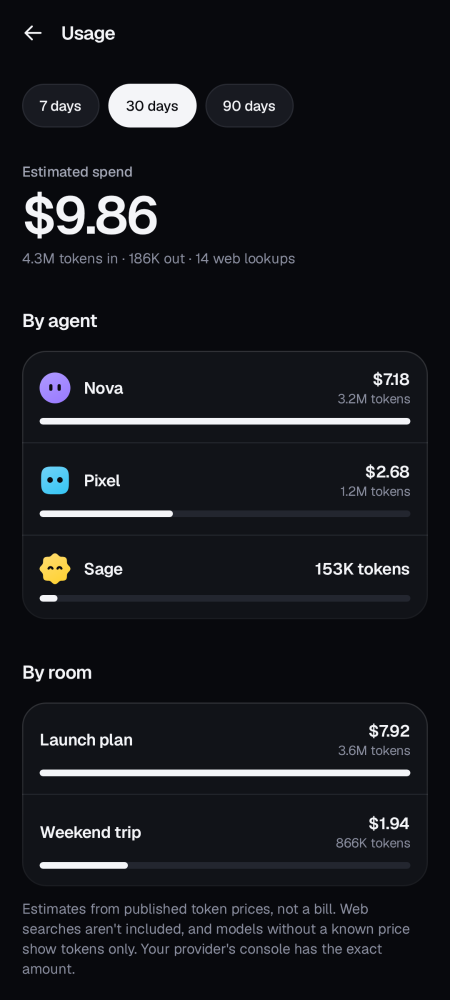 Usage
7 days
30 days
90 days
Estimated spend
$9.86
4.3M tokens in · 186K out · 14 web lookups
By agent
Nova
$7.18
3.2M tokens
Pixel
$2.68
1.2M tokens
Sage
153K tokens
By room
Launch plan
$7.92
3.6M tokens
Weekend trip
$1.94
866K tokens
Estimates from published token prices, not a bill. Web
searches aren't included, and models without a known price
show tokens only. Your provider's console has the exact
amount.